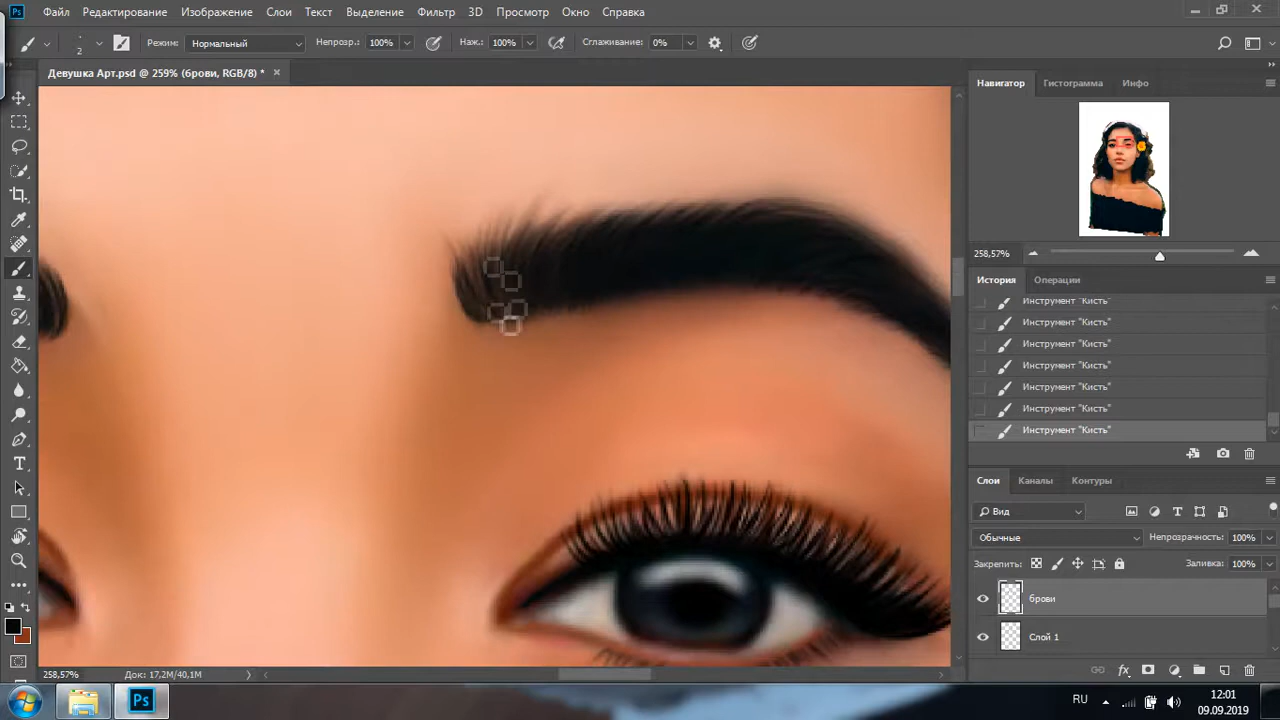 Ps Файл Редактирование Изображение Слои Текст Выделение Фильтр 3D Просмотр Окно Справка
2 Режим: Нормальный Непрозр.: 100% Наж.: 100% Сглаживание: 0%
Девушка Арт.psd @ 259% (брови, RGB/8) *
Навигатор Гистограмма Инфо
258,57%
История Операции
Инструмент "Кисть"
Инструмент "Кисть"
Инструмент "Кисть"
Инструмент "Кисть"
Инструмент "Кисть"
Инструмент "Кисть"
Инструмент "Кисть"
Слои Каналы Контуры
Вид
Обычные Непрозрачность: 100%
Закрепить: Заливка: 100%
брови
Слой 1
258,57% Док: 17,2M/40,1M
Ps RU 12:01
09.09.2019